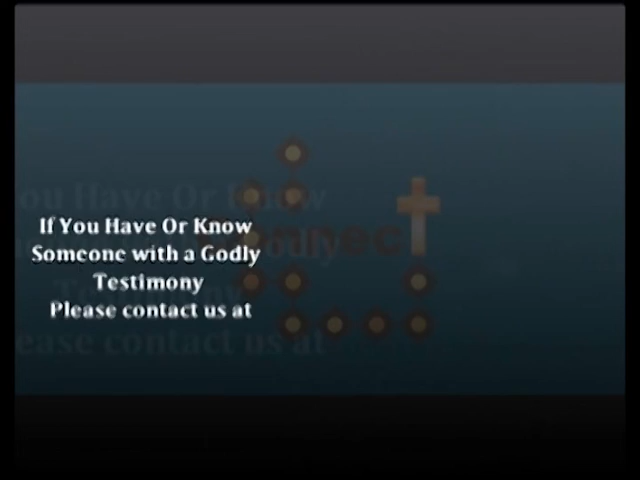 If You Have Or Know
Someone with a Godly
Testimony
Please contact us at